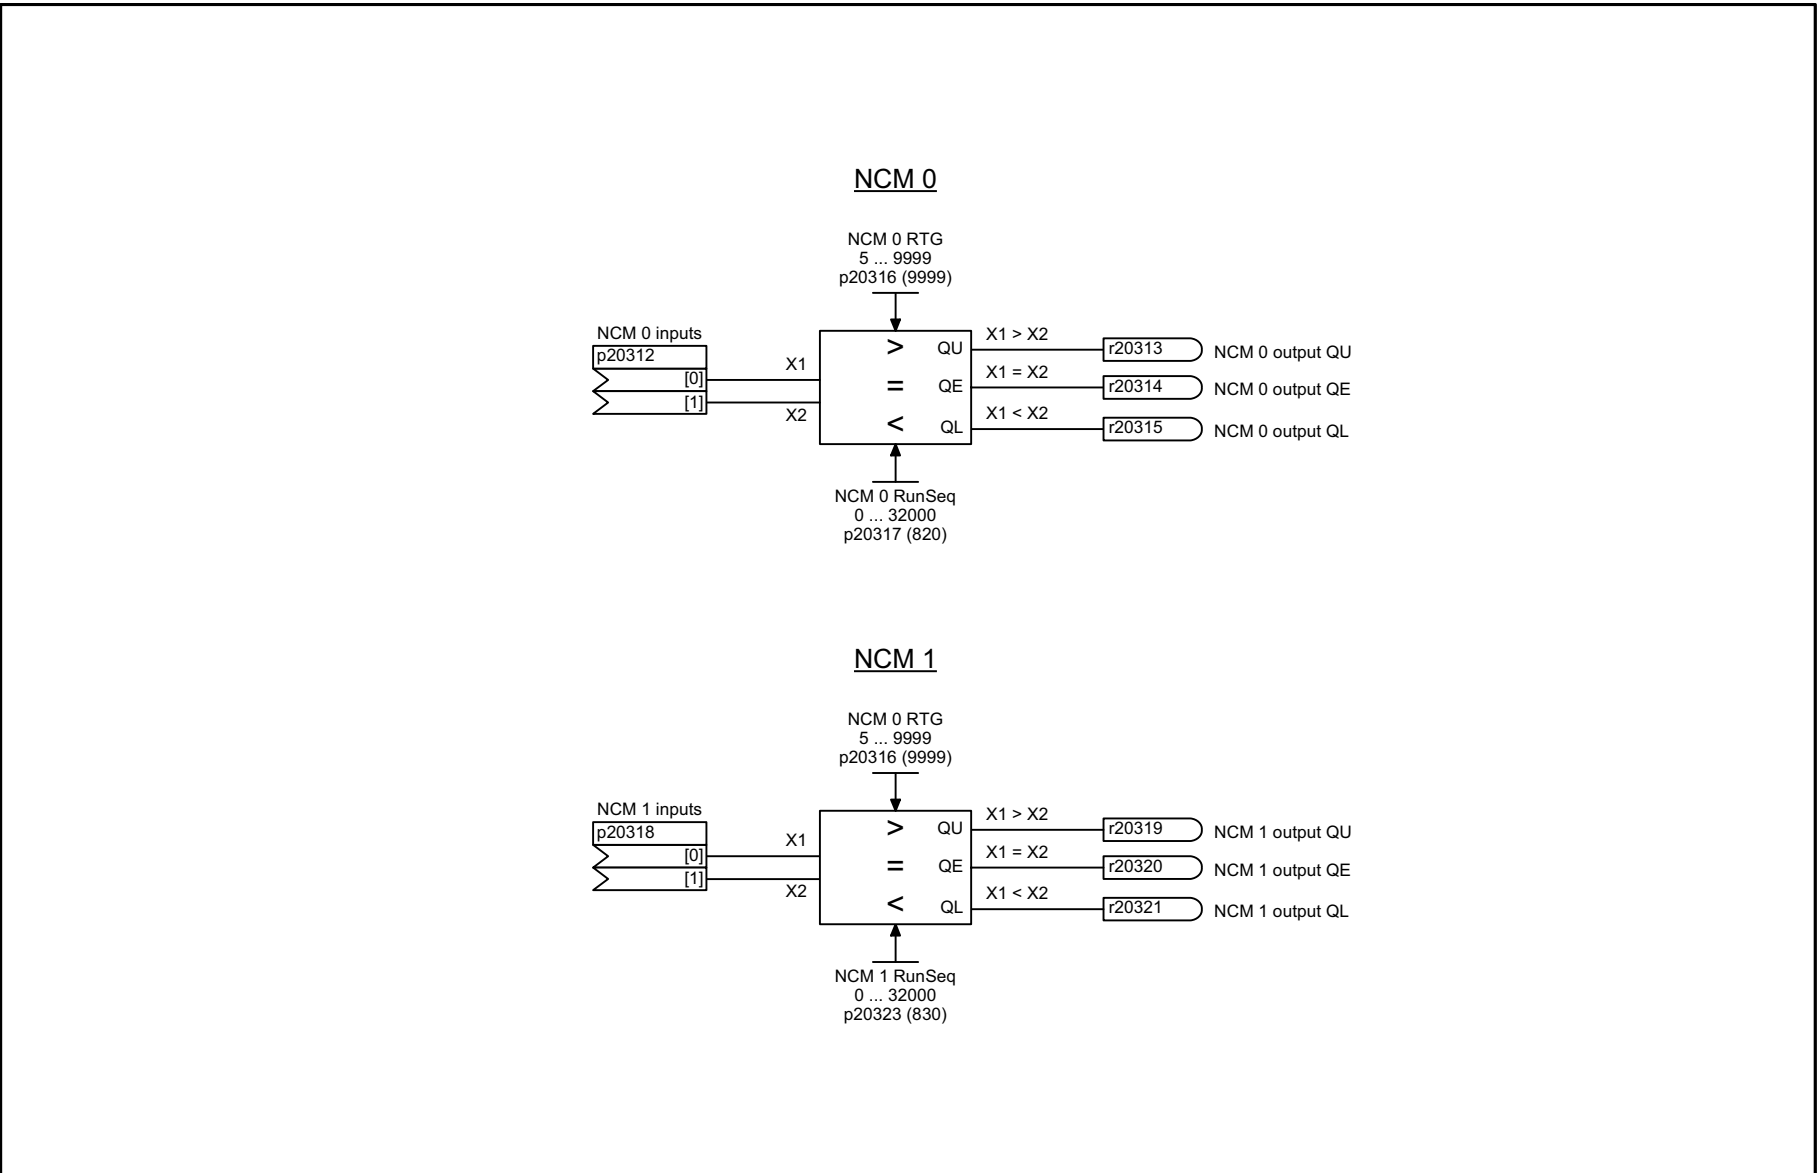 NCM 0
NCM 0 RTG
5 ... 9999
p20316 (9999)
NCM 0 inputs
p20312
[0]
[1]
X1
X2
>
=
<
QU
QE
QL
X1 > X2
X1 = X2
X1 < X2
r20313
r20314
r20315
NCM 0 output QU
NCM 0 output QE
NCM 0 output QL
NCM 0 RunSeq
0 ... 32000
p20317 (820)
NCM 1
NCM 0 RTG
5 ... 9999
p20316 (9999)
NCM 1 inputs
p20318
[0]
[1]
X1
X2
>
=
<
QU
QE
QL
X1 > X2
X1 = X2
X1 < X2
r20319
r20320
r20321
NCM 1 output QU
NCM 1 output QE
NCM 1 output QL
NCM 1 RunSeq
0 ... 32000
p20323 (830)